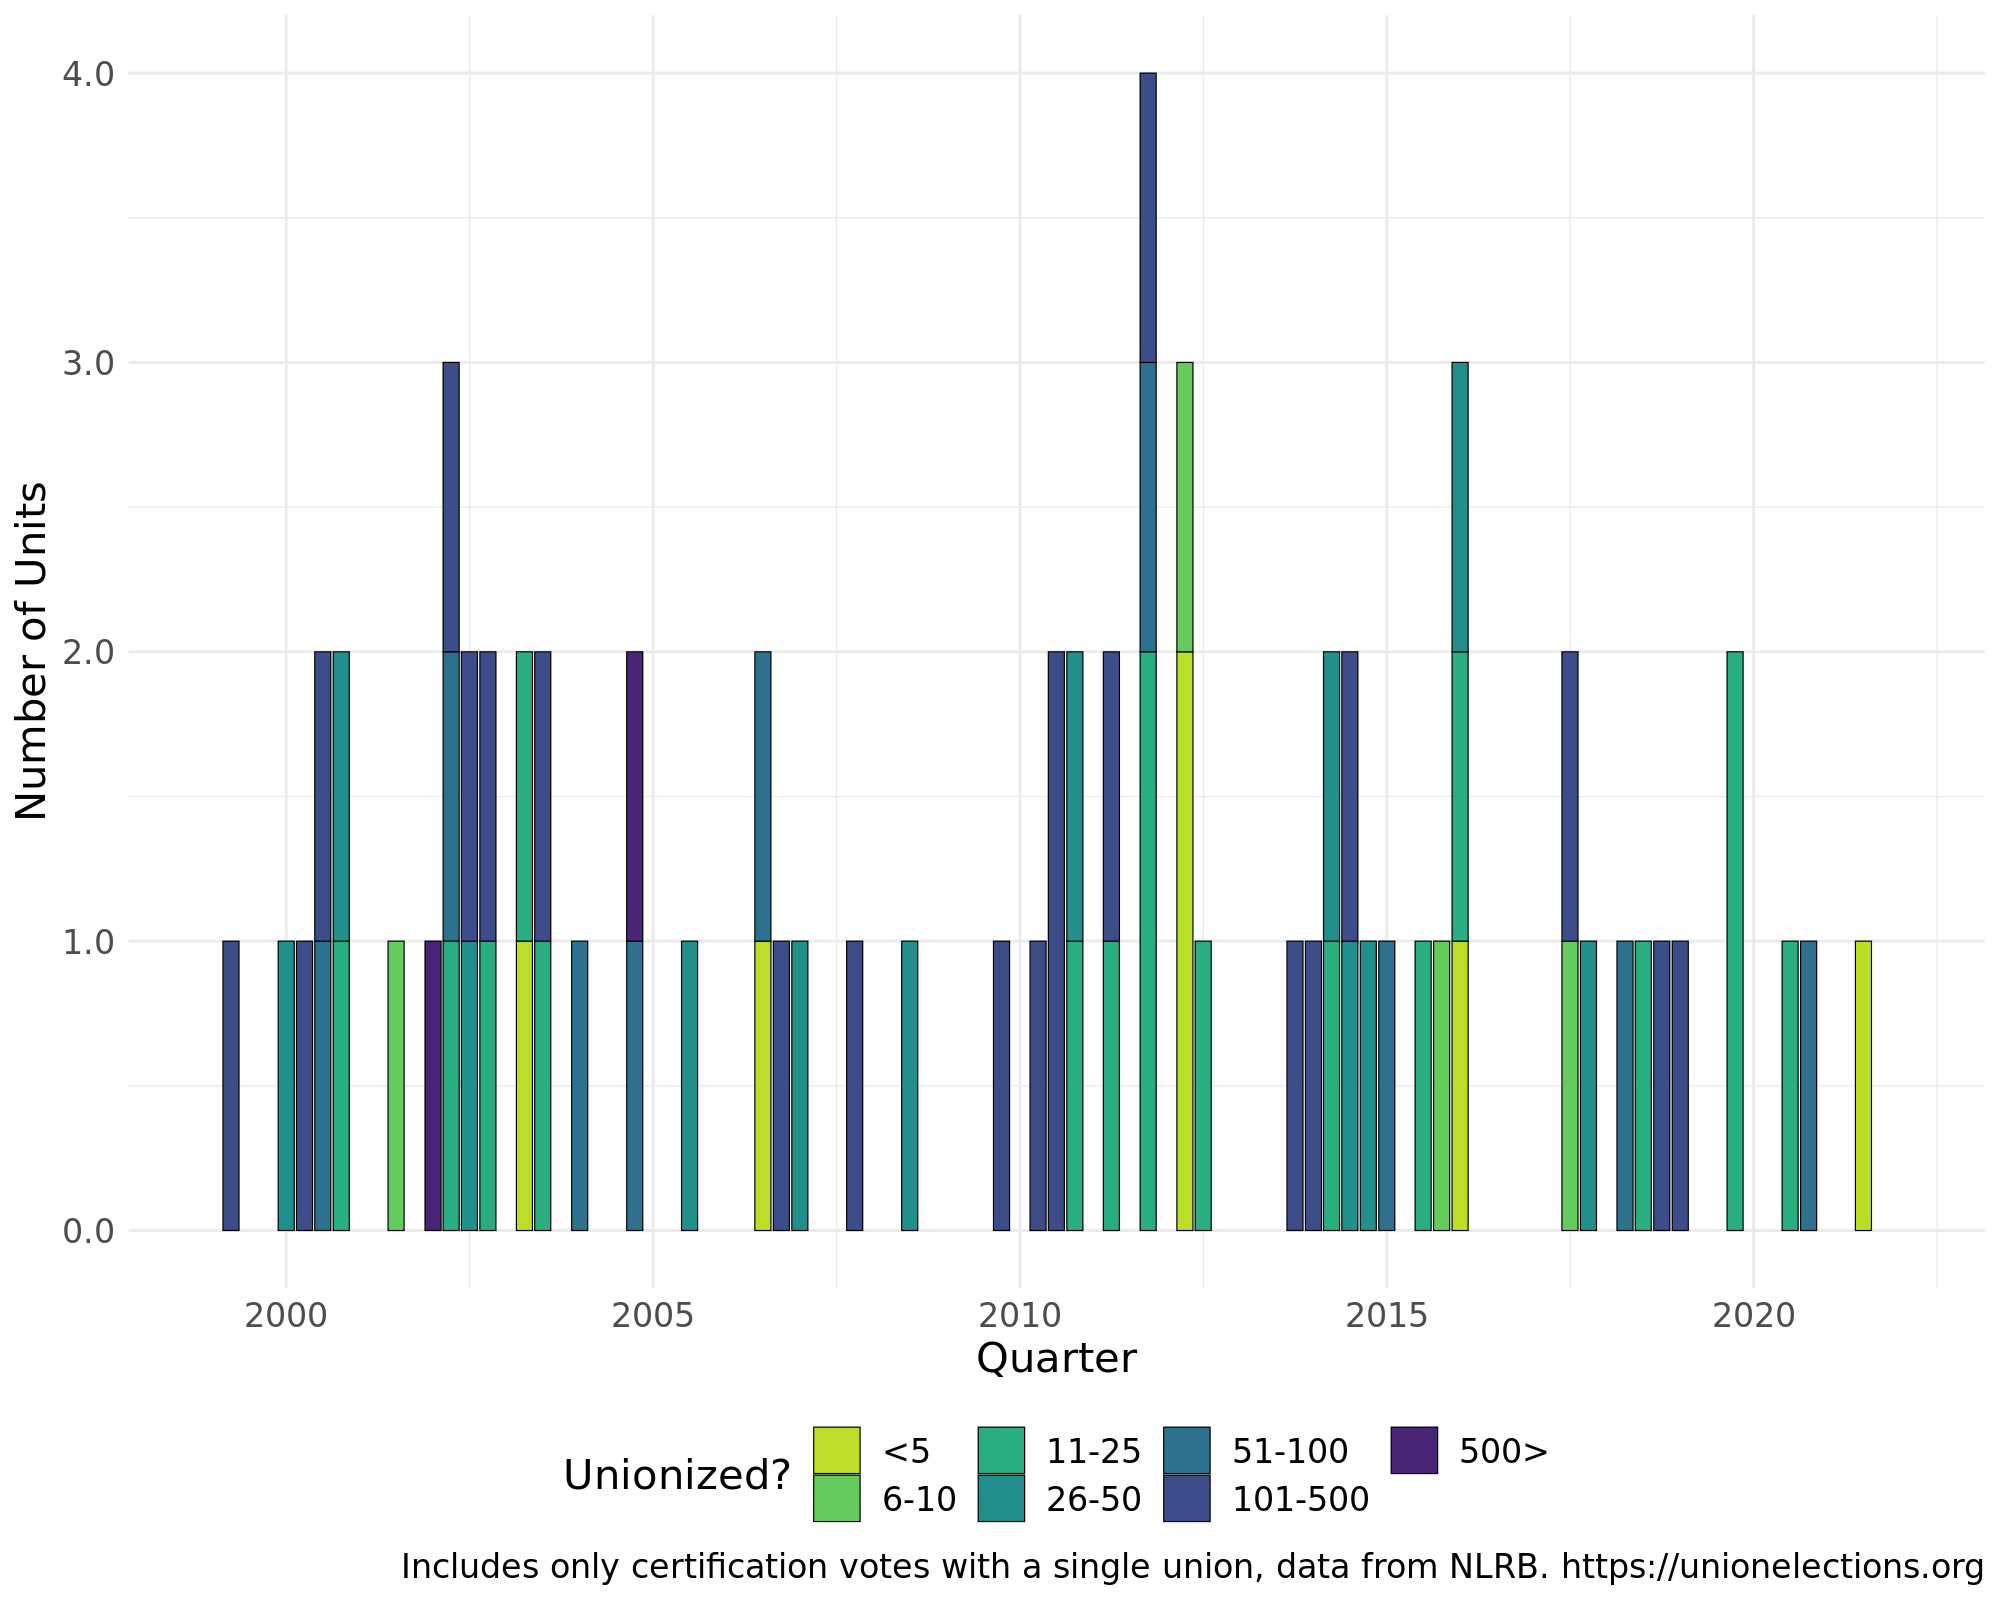 4.0
3.0
2.0
1.0
0.0
Number of Units
2000 2005 2010 2015 2020
Quarter
Unionized?
<5 11-25 51-100 500>
6-10 26-50 101-500
Includes only certification votes with a single union, data from NLRB. https://unionelections.org